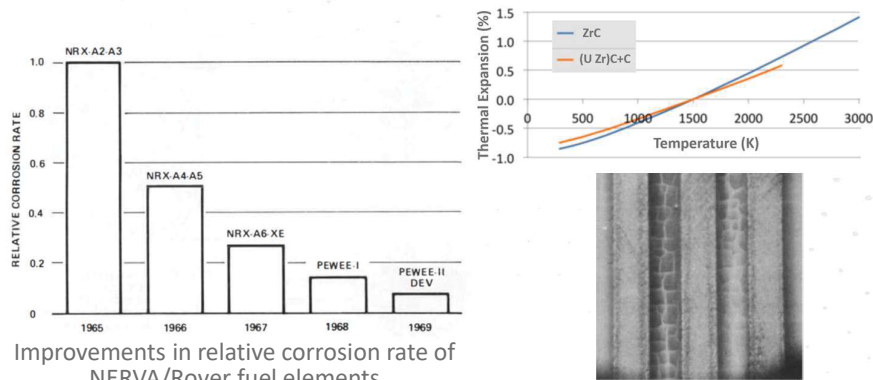 NRX-A2-A3
1.0
0.8
0.6
0.4
0.2
0
NRX-A4-A5
NRX-A6-XE
PEWEE-I
PEWEE-II
DEV
RELATIVE CORROSION RATE
1965
1966
1967
1968
1969
Improvements in relative corrosion rate of
NERVA/Rover fuel elements
Thermal Expansion (%)
1.5
1.0
0.5
0.0
-0.5
-1.0
ZrC
(U Zr)C+C
0
500
1000
1500
2000
2500
3000
Temperature (K)